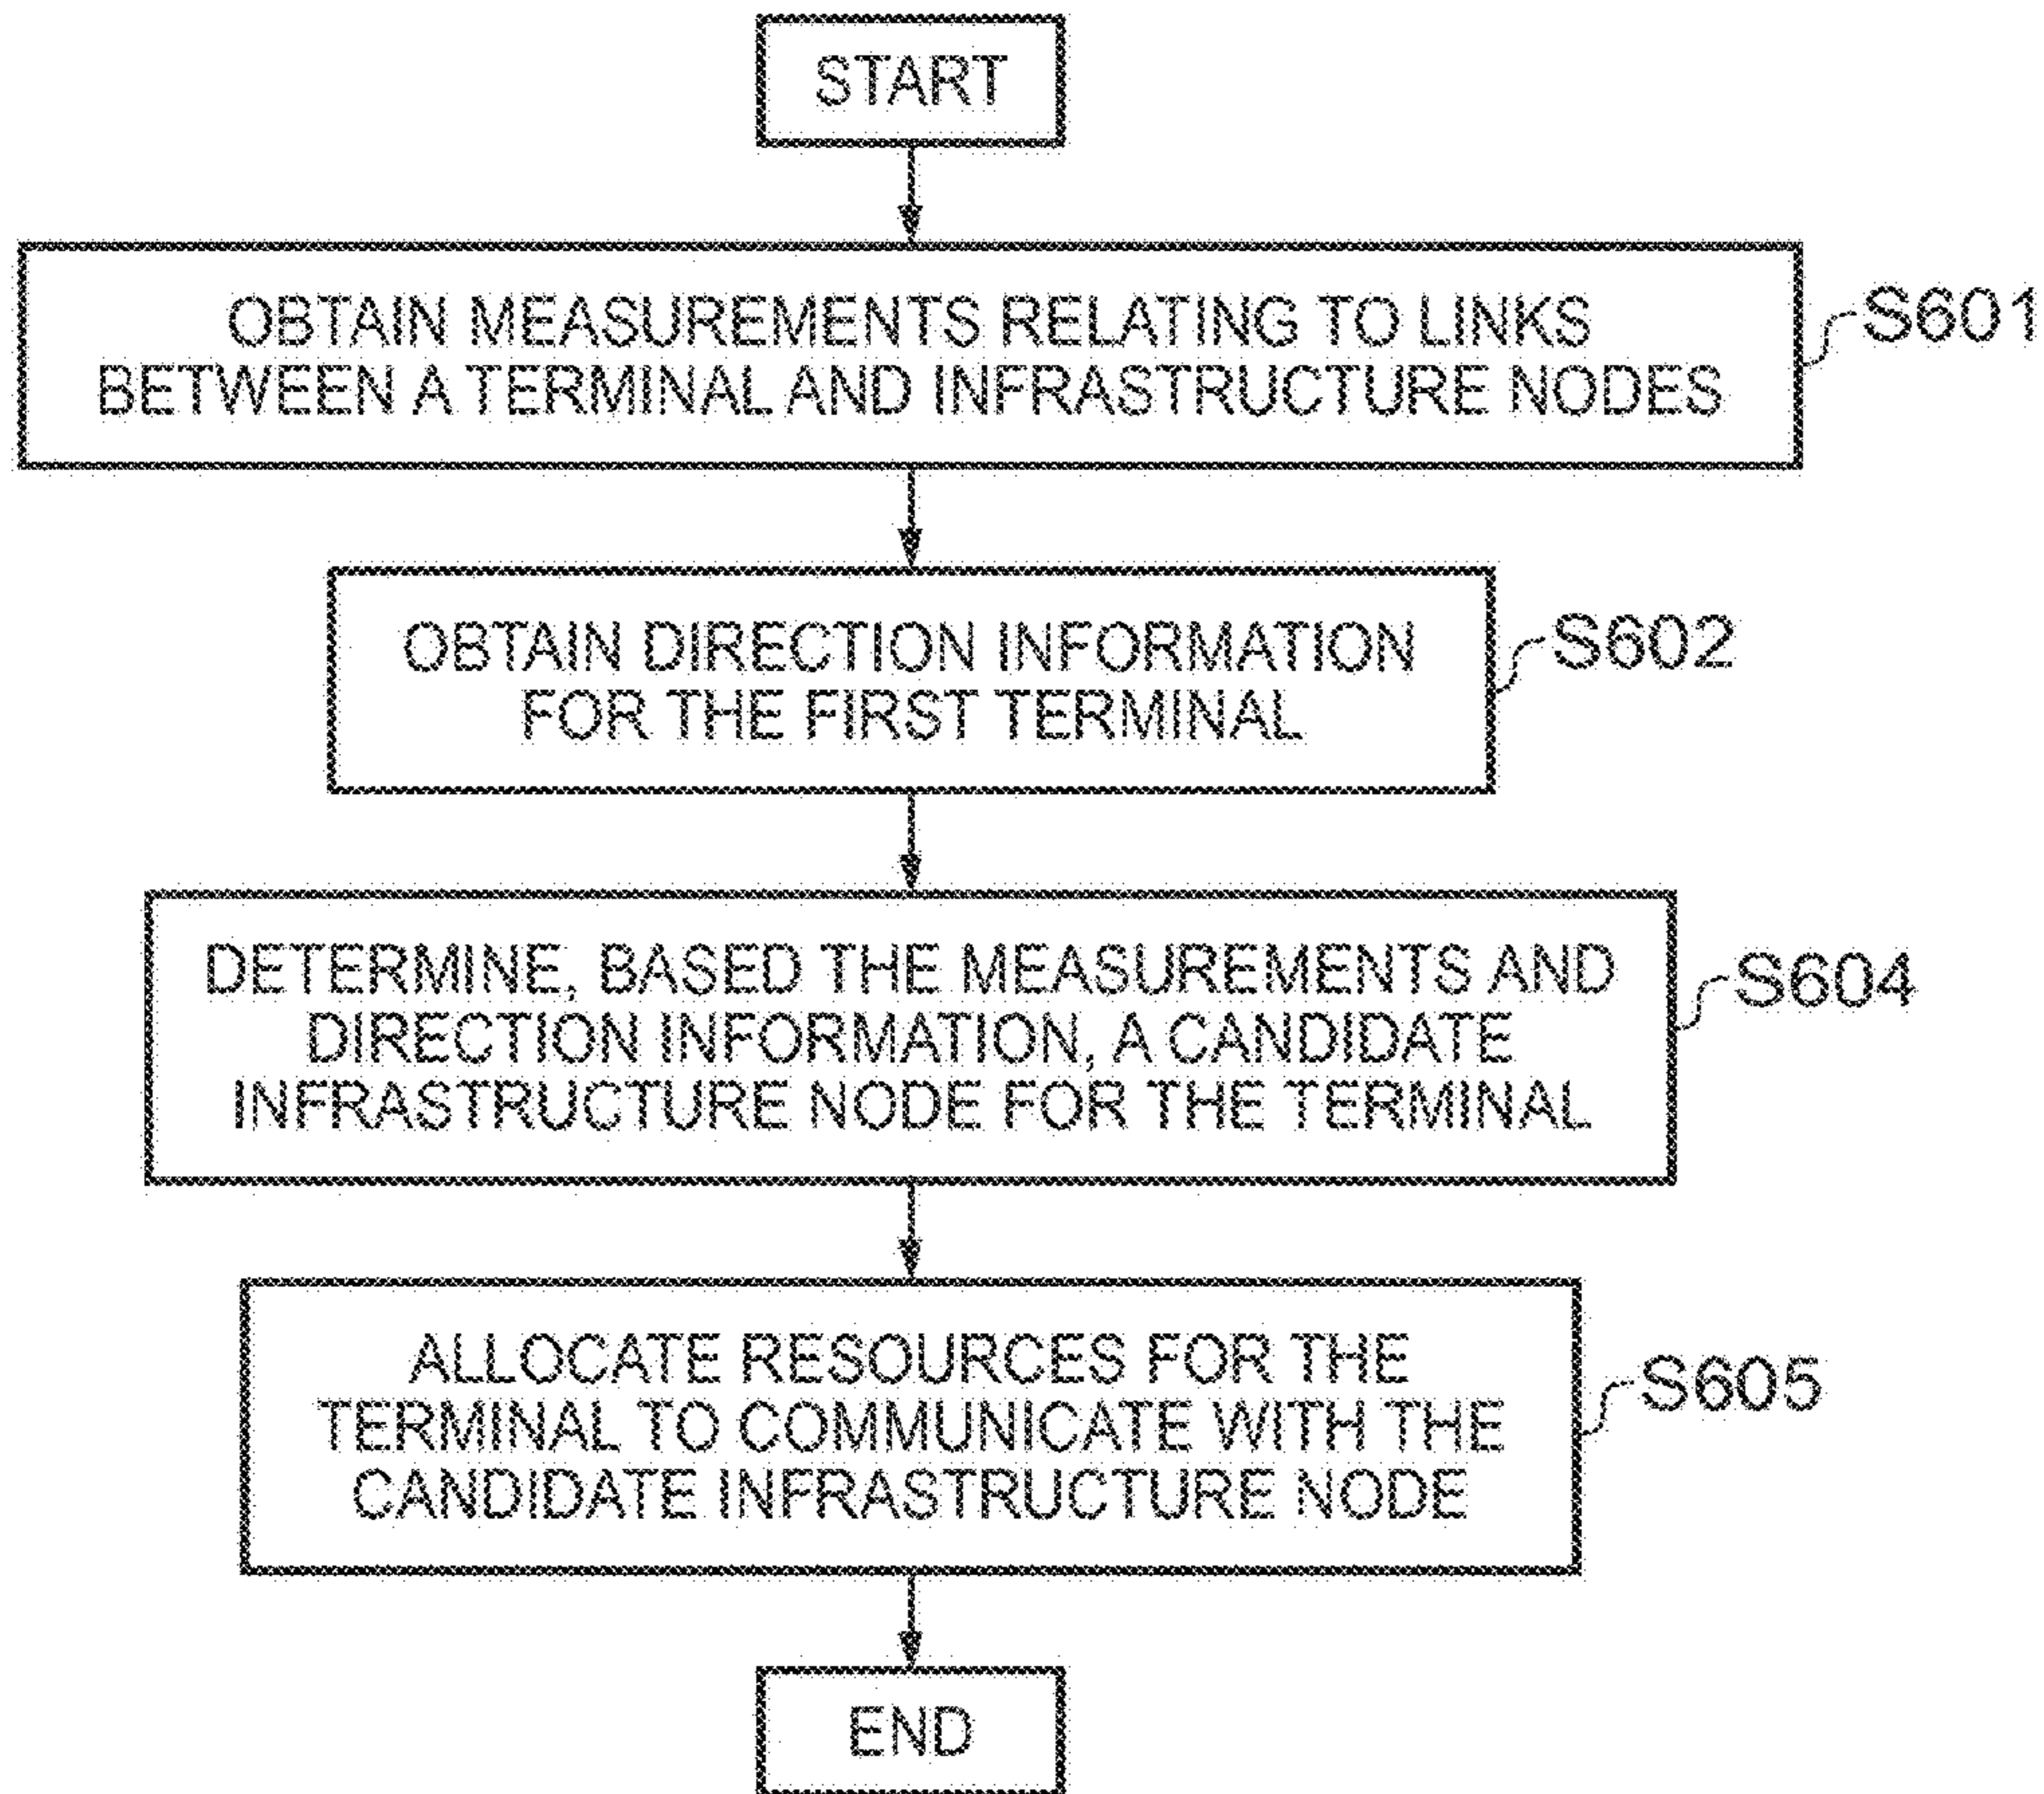 START
OBTAIN MEASUREMENTS RELATING TO LINKS
BETWEEN A TERMINAL AND INFRASTRUCTURE NODES
S601
OBTAIN DIRECTION INFORMATION
FOR THE FIRST TERMINAL
S602
DETERMINE, BASED THE MEASUREMENTS AND
DIRECTION INFORMATION, A CANDIDATE
INFRASTRUCTURE NODE FOR THE TERMINAL
S604
ALLOCATE RESOURCES FOR THE
TERMINAL TO COMMUNICATE WITH THE
CANDIDATE INFRASTRUCTURE NODE
S605
END